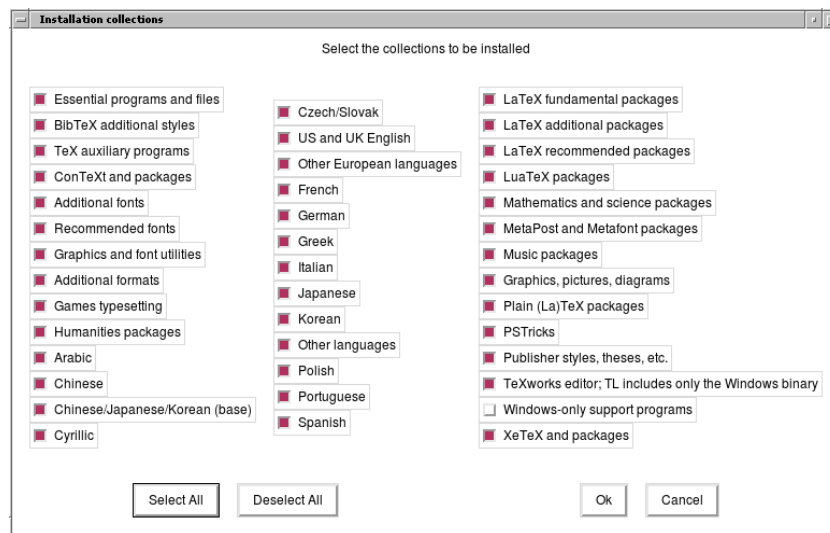 Installation collections
Select the collections to be installed
Essential programs and files
BibTeX additional styles
TeX auxiliary programs
ConTeXt and packages
Additional fonts
Recommended fonts
Graphics and font utilities
Additional formats
Games typesetting
Humanities packages
Arabic
Chinese
Chinese/Japanese/Korean (base)
Cyrillic
Czech/Slovak
US and UK English
Other European languages
French
German
Greek
Italian
Japanese
Korean
Other languages
Polish
Portuguese
Spanish
LaTeX fundamental packages
LaTeX additional packages
LaTeX recommended packages
LuaTeX packages
Mathematics and science packages
MetaPost and Metafont packages
Music packages
Graphics, pictures, diagrams
Plain (La)TeX packages
PSTricks
Publisher styles, theses, etc.
TeXworks editor; TL includes only the Windows binary
Windows-only support programs
XeTeX and packages
Select All
Deselect All
Ok
Cancel